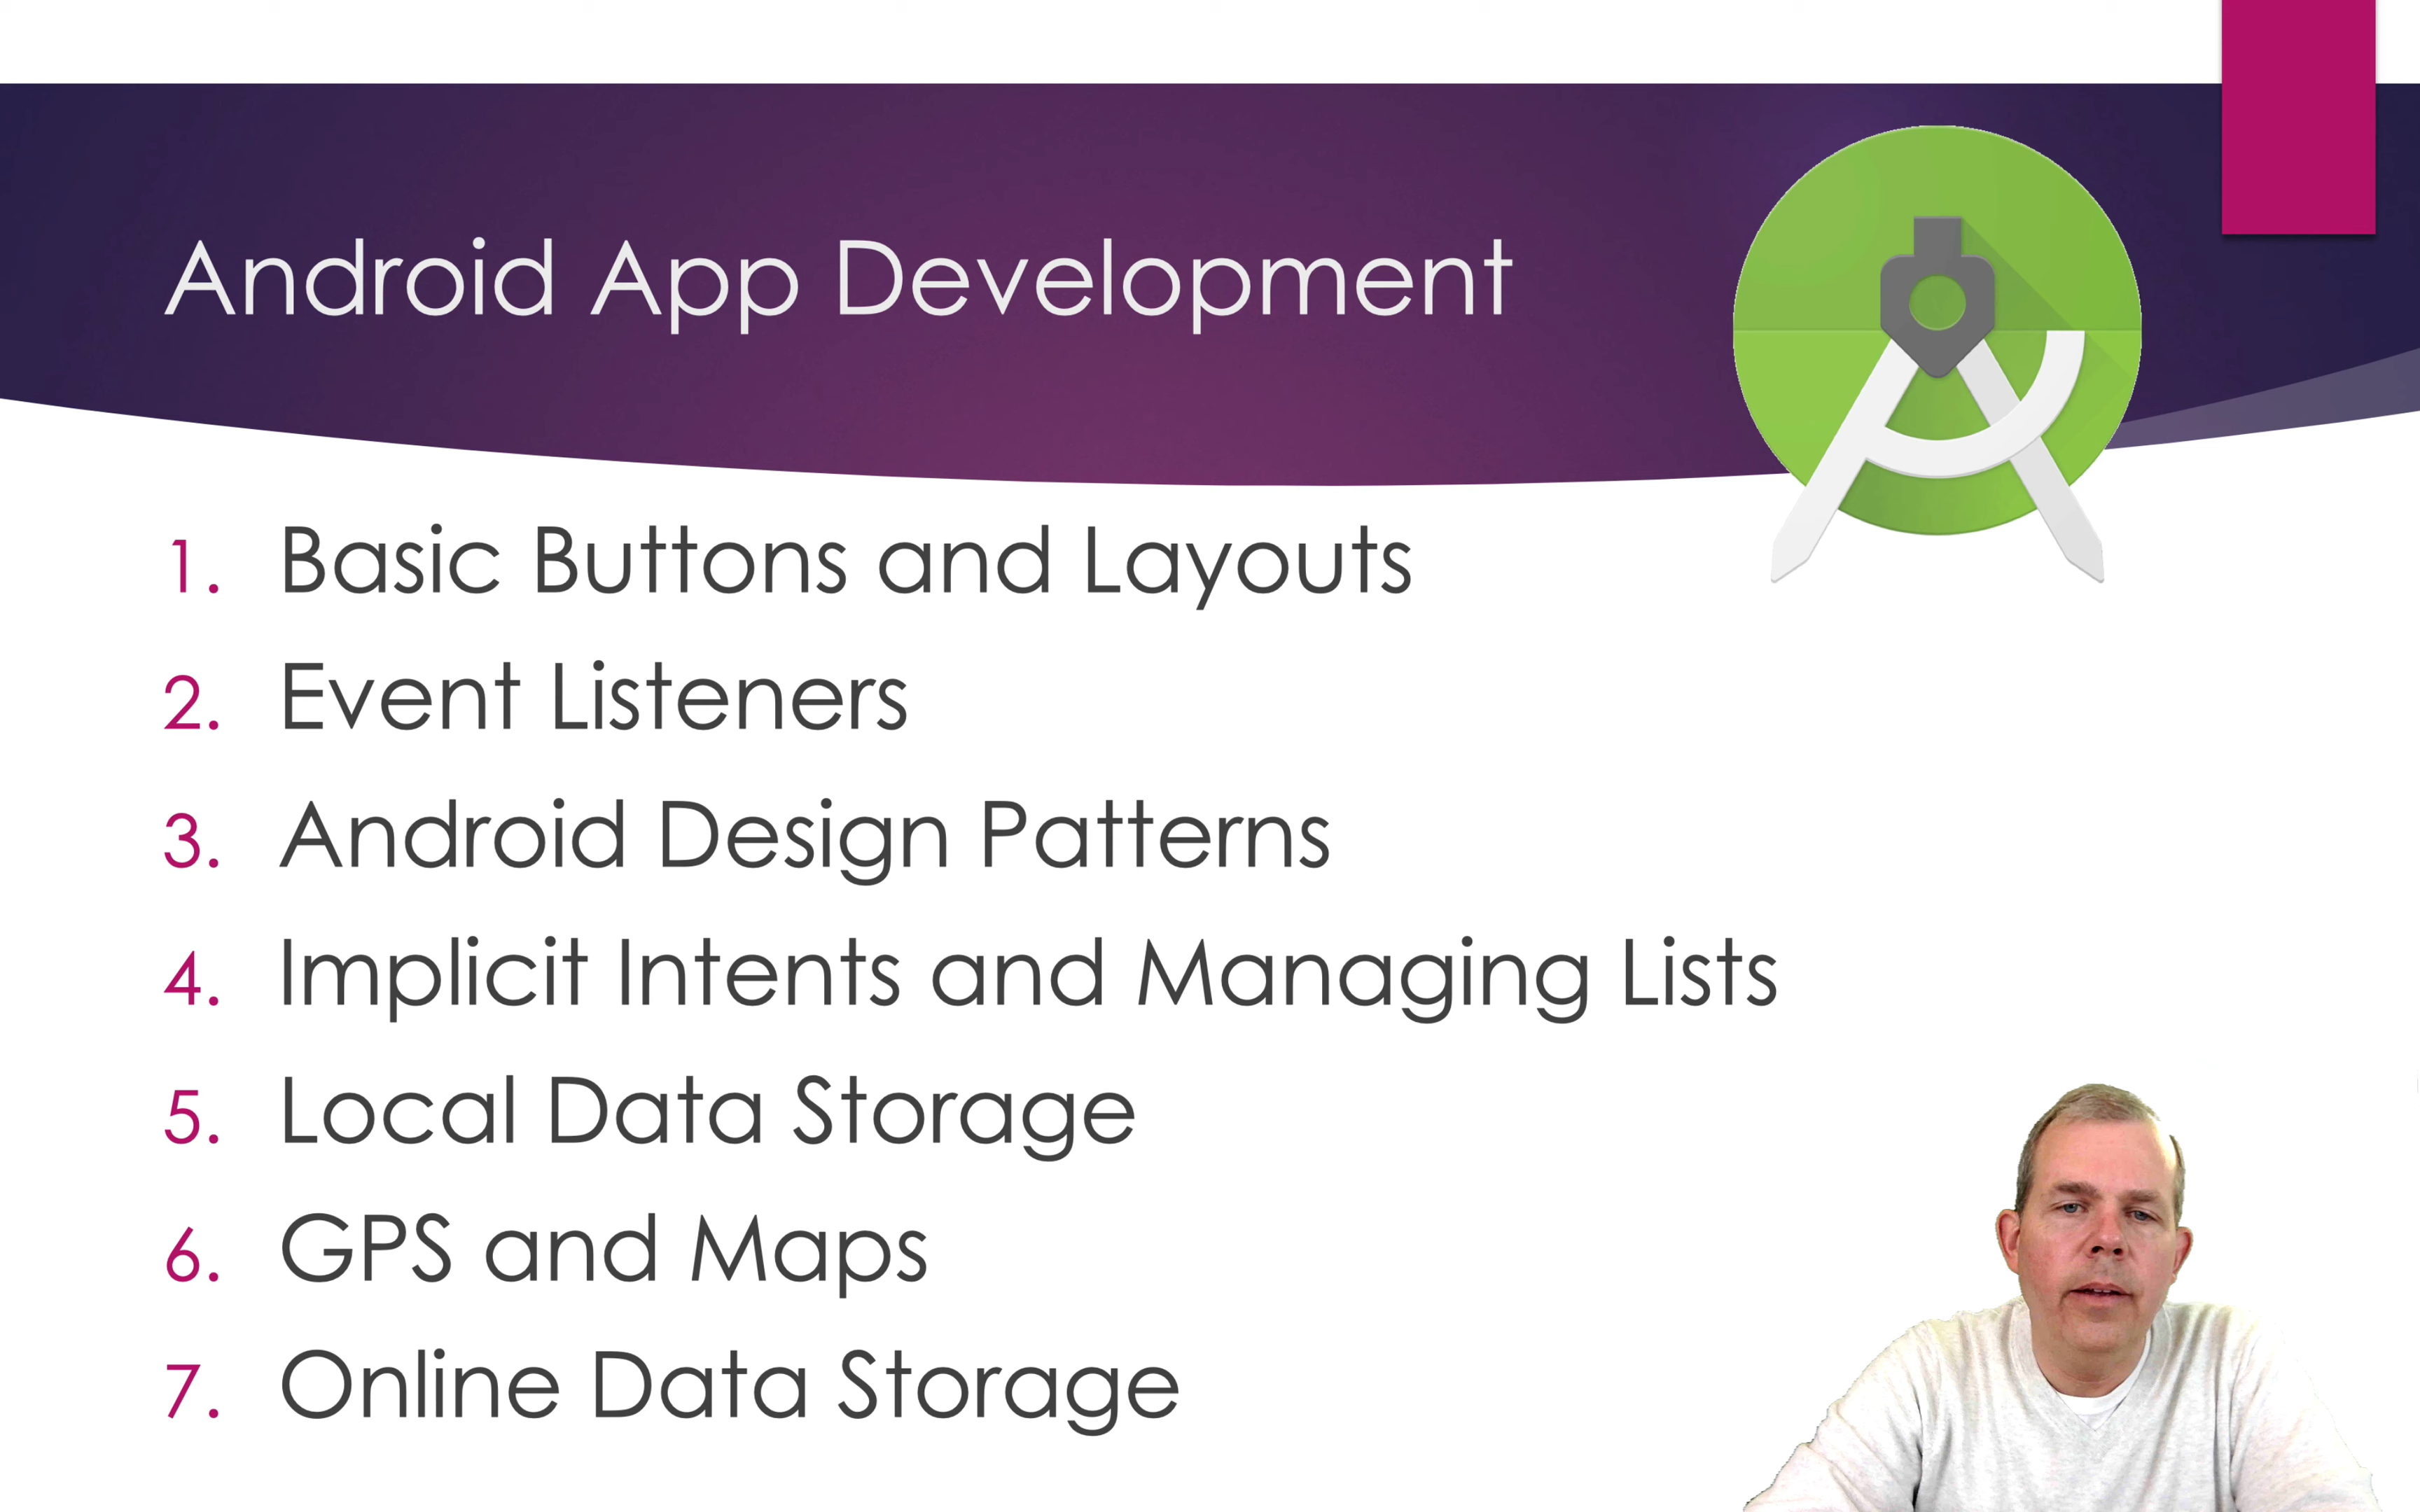 Android App Development
1. Basic Buttons and Layouts
2. Event Listeners
3. Android Design Patterns
4. Implicit Intents and Managing Lists
5. Local Data Storage
6. GPS and Maps
7. Online Data Storage